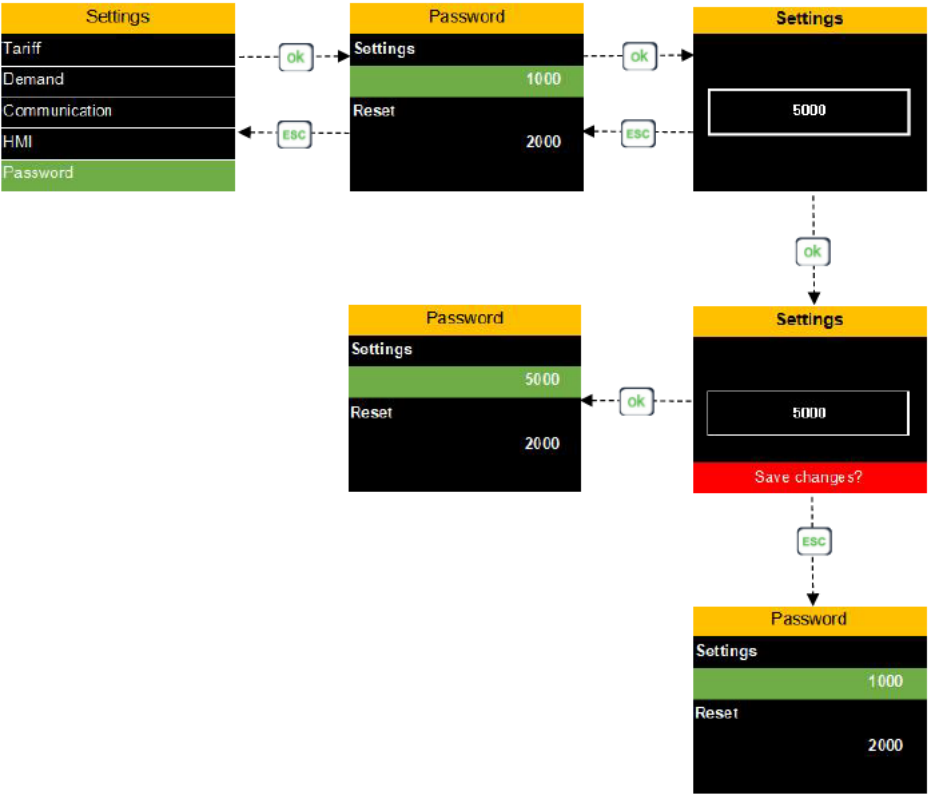 Settings
Tariff
Demand
Communication
HMI
Password
ok
ESC
Password
Settings
1000
Reset
2000
ok
ESC
Settings
5000
ok
Settings
5000
Save changes?
ok
Password
Settings
5000
Reset
2000
ESC
Password
Settings
1000
Reset
2000